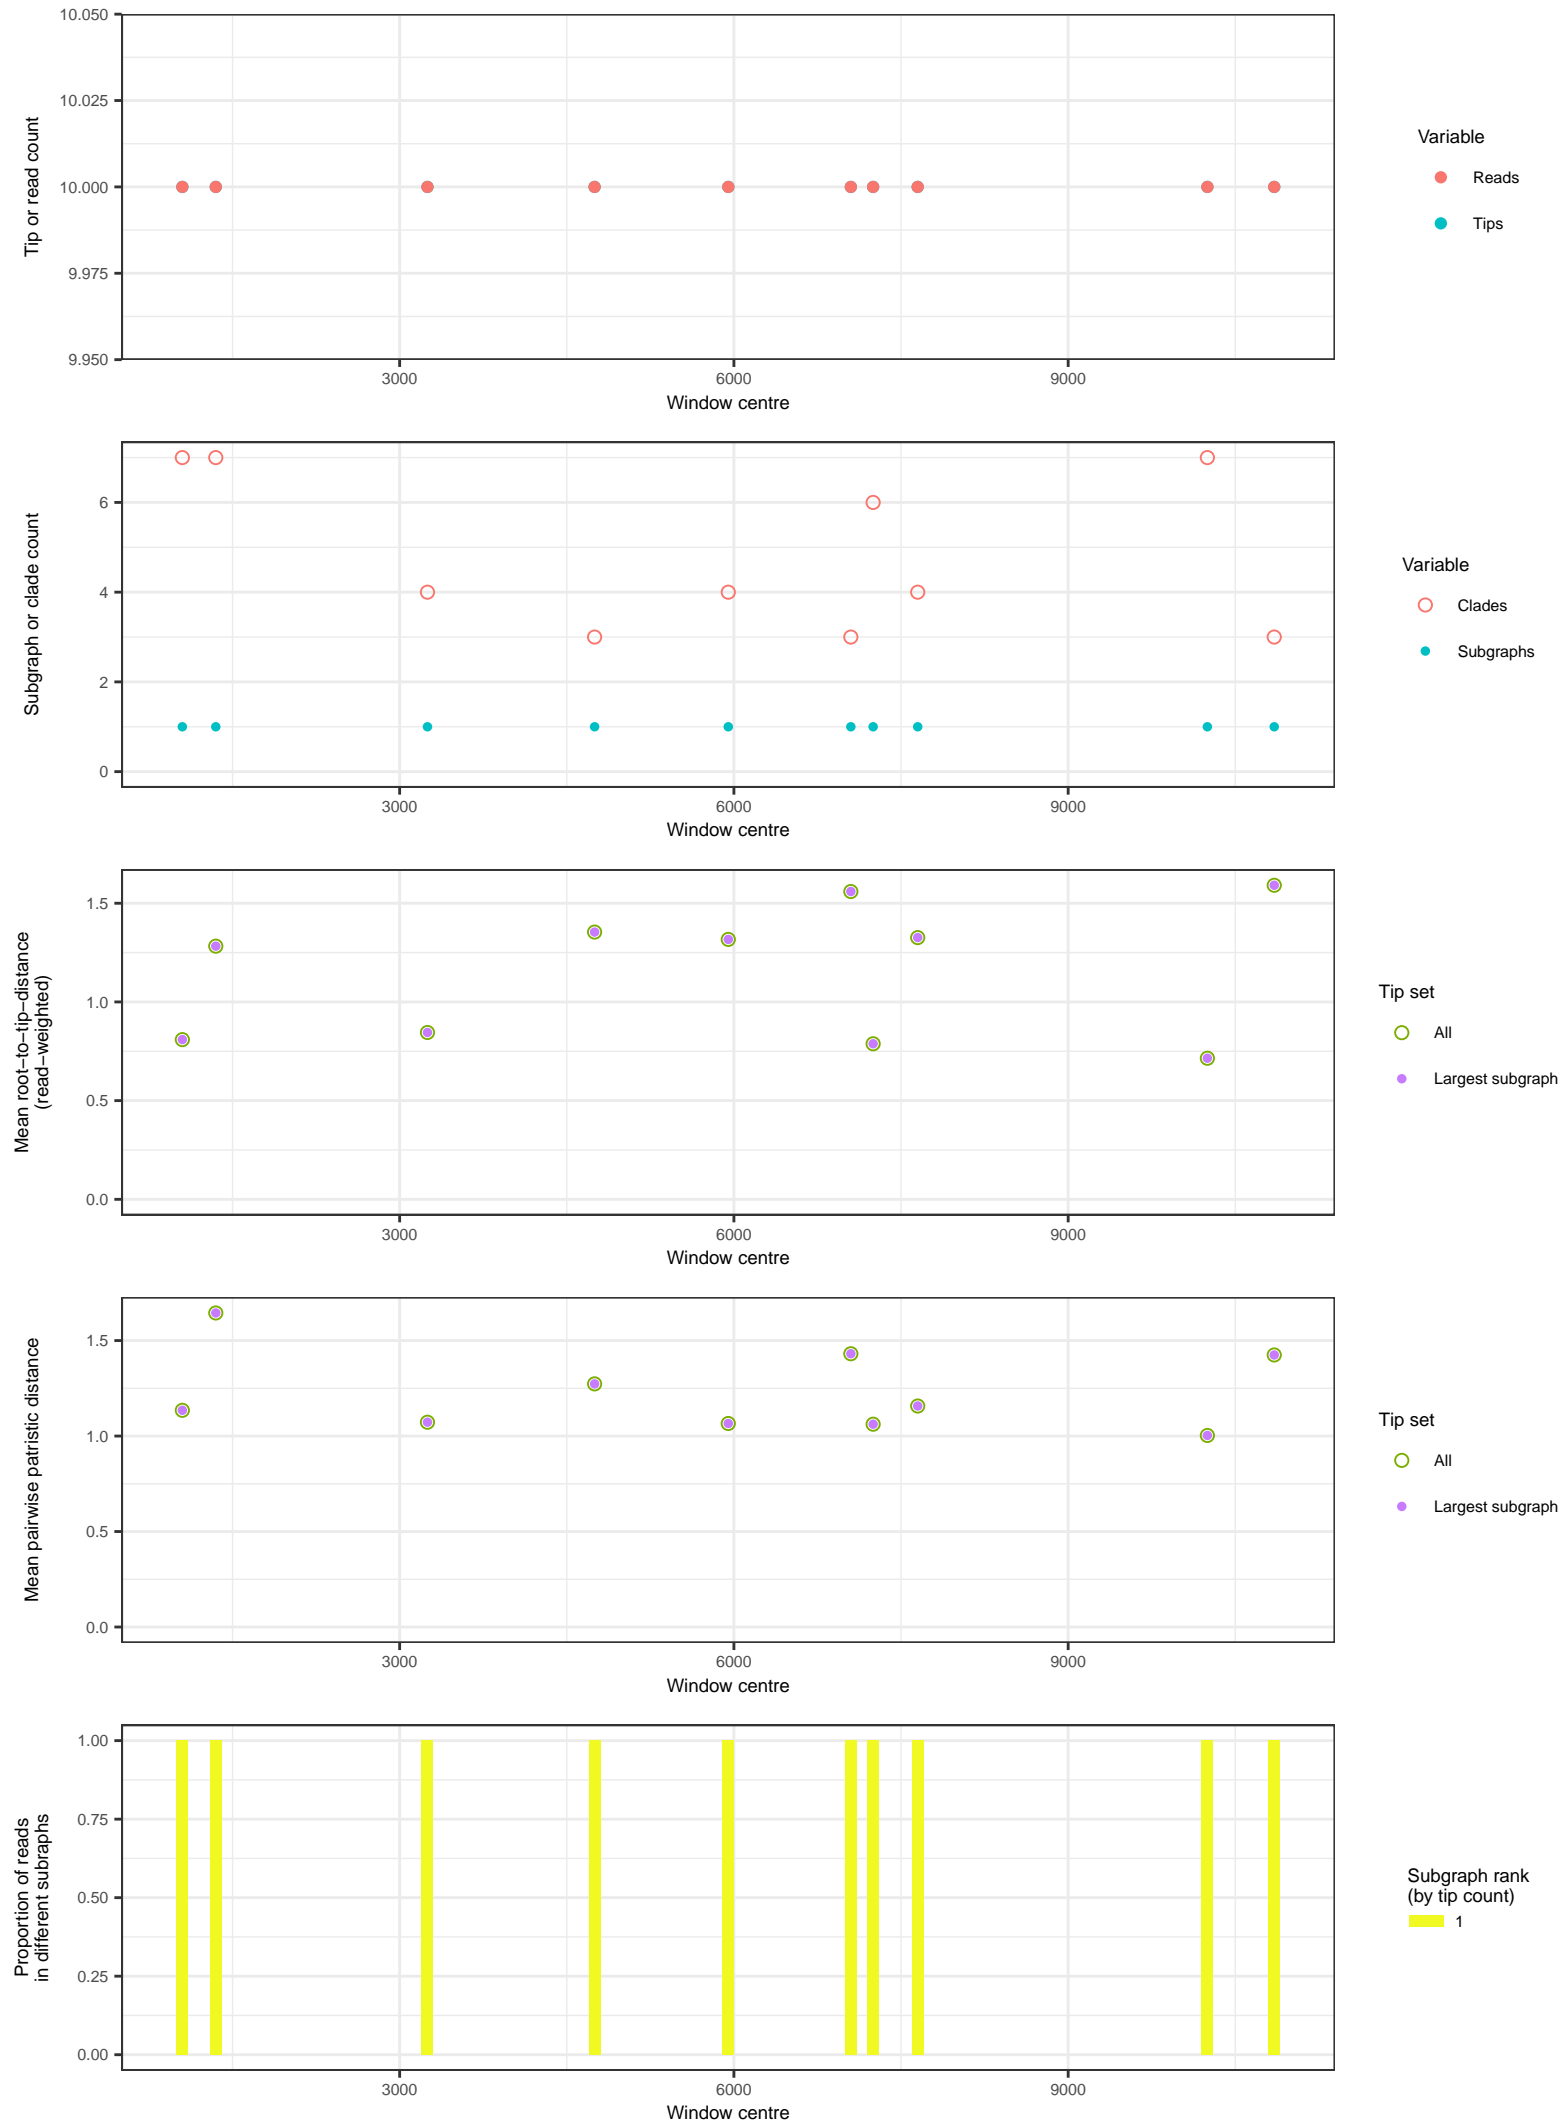 10.050
10.025
10.000
9.975
9.950
Tip or read count
3000 6000 9000
Window centre
Variable
Reads
Tips
6
4
2
0
Subgraph or clade count
3000 6000 9000
Window centre
Variable
Clades
Subgraphs
1.5
1.0
0.5
0.0
Mean root−to−tip−distance
(read−weighted)
3000 6000 9000
Window centre
Tip set
All
Largest subgraph
1.5
1.0
0.5
0.0
Mean pairwise patristic distance
3000 6000 9000
Window centre
Tip set
All
Largest subgraph
1.00
0.75
0.50
0.25
0.00
Proportion of reads
in different subraphs
3000 6000 9000
Window centre
Subgraph rank
(by tip count)
1